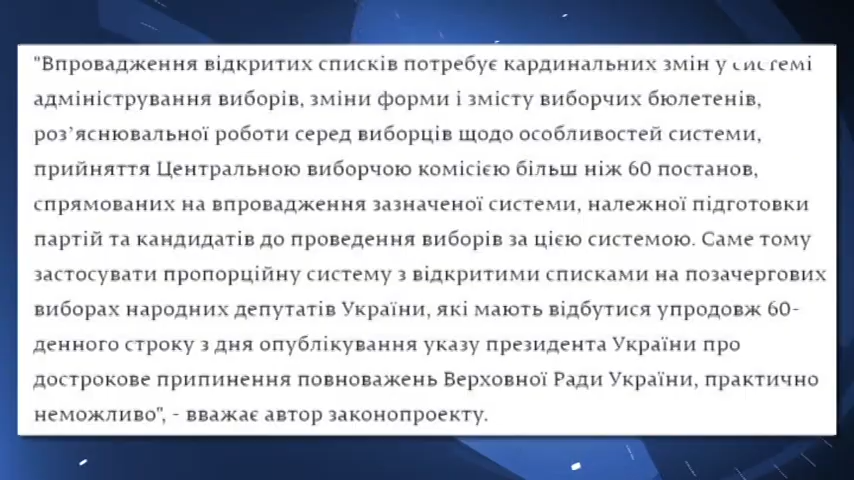 "Впровадження відкритих списків потребує кардинальних змін у системі
адміністрування виборів, зміни форми і змісту виборчих бюлетенів,
роз’яснювальної роботи серед виборців щодо особливостей системи,
прийняття Центральною виборчою комісією більш ніж 60 постанов,
спрямованих на впровадження зазначеної системи, належної підготовки
партій та кандидатів до проведення виборів за цією системою. Саме тому
застосувати пропорційну систему з відкритими списками на позачергових
виборах народних депутатів України, які мають відбутися упродовж 60-
денного строку з дня опублікування указу президента України про
дострокове припинення повноважень Верховної Ради України, практично
неможливо", - вважає автор законопроекту.